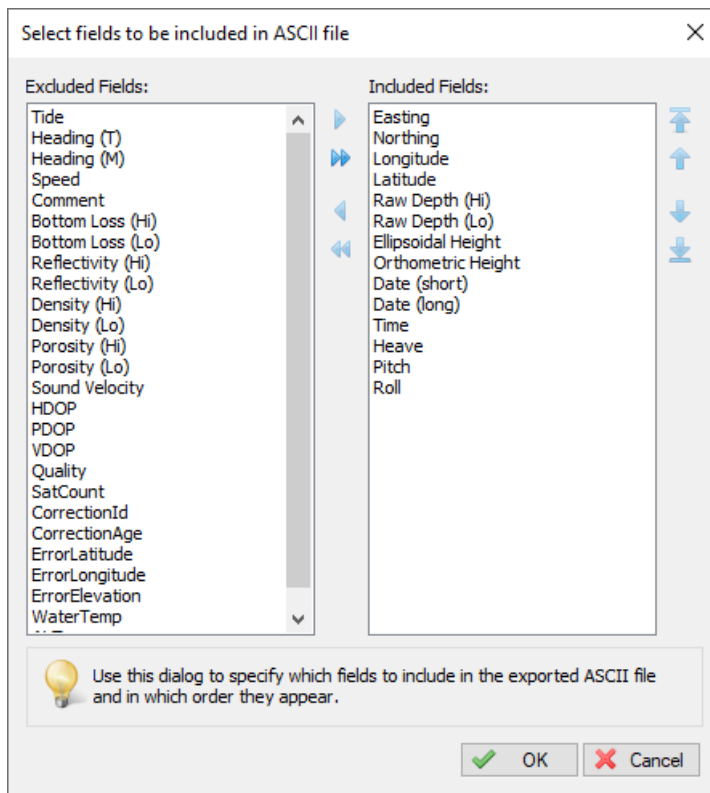 Select fields to be included in ASCII file
Excluded Fields:
Tide
Heading (T)
Heading (M)
Speed
Comment
Bottom Loss (Hi)
Bottom Loss (Lo)
Reflectivity (Hi)
Reflectivity (Lo)
Density (Hi)
Density (Lo)
Porosity (Hi)
Porosity (Lo)
Sound Velocity
HDOP
PDOP
VDOP
Quality
SatCount
CorrectionId
CorrectionAge
ErrorLatitude
ErrorLongitude
ErrorElevation
WaterTemp
Included Fields:
Easting
Northing
Longitude
Latitude
Raw Depth (Hi)
Raw Depth (Lo)
Ellipsoidal Height
Orthometric Height
Date (short)
Date (long)
Time
Heave
Pitch
Roll
Use this dialog to specify which fields to include in the exported ASCII file
and in which order they appear.
OK
Cancel